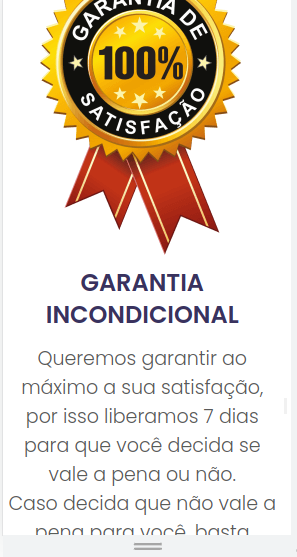 GARANTIA DE
100%
SATISFAÇÃO
GARANTIA
INCONDICIONAL
Queremos garantir ao
máximo a sua satisfação,
por isso liberamos 7 dias
para que você decida se
vale a pena ou não.
Caso decida que não vale a
pena para você, basta